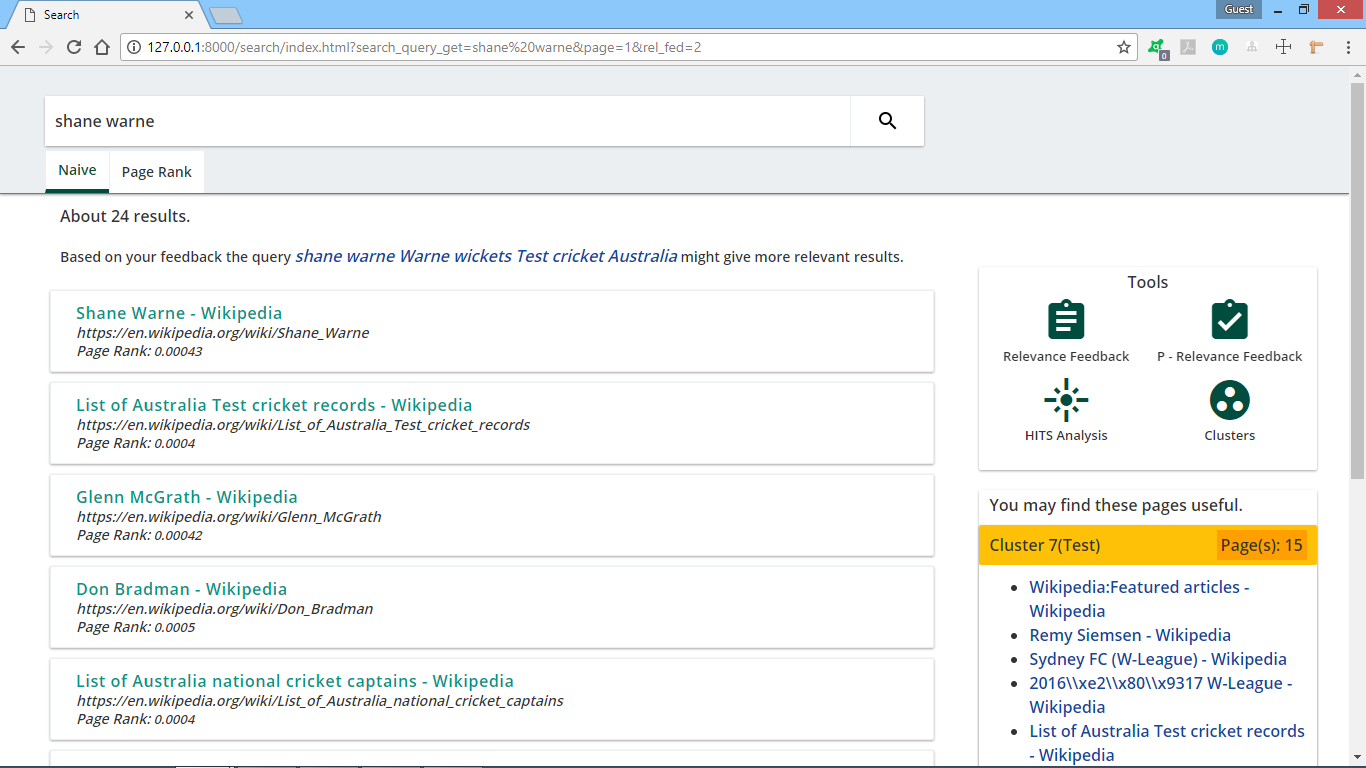 Search
Guest
127.0.0.1:8000/search/index.html?search_query_get=shane%20warne&page=1&rel_fed=2
0
m
shane warne
Naive
Page Rank
About 24 results.
Based on your feedback the query shane warne Warne wickets Test cricket Australia might give more relevant results.
Shane Warne - Wikipedia
https://en.wikipedia.org/wiki/Shane_Warne
Page Rank: 0.00043
List of Australia Test cricket records - Wikipedia
https://en.wikipedia.org/wiki/List_of_Australia_Test_cricket_records
Page Rank: 0.0004
Glenn McGrath - Wikipedia
https://en.wikipedia.org/wiki/Glenn_McGrath
Page Rank: 0.00042
Don Bradman - Wikipedia
https://en.wikipedia.org/wiki/Don_Bradman
Page Rank: 0.0005
List of Australia national cricket captains - Wikipedia
https://en.wikipedia.org/wiki/List_of_Australia_national_cricket_captains
Page Rank: 0.0004
Tools
Relevance Feedback
P - Relevance Feedback
HITS Analysis
Clusters
You may find these pages useful.
Cluster 7(Test)
Page(s): 15
Wikipedia:Featured articles -
Wikipedia
Remy Siemsen - Wikipedia
Sydney FC (W-League) - Wikipedia
2016\\xe2\\x80\\x9317 W-League -
Wikipedia
List of Australia Test cricket records
- Wikipedia